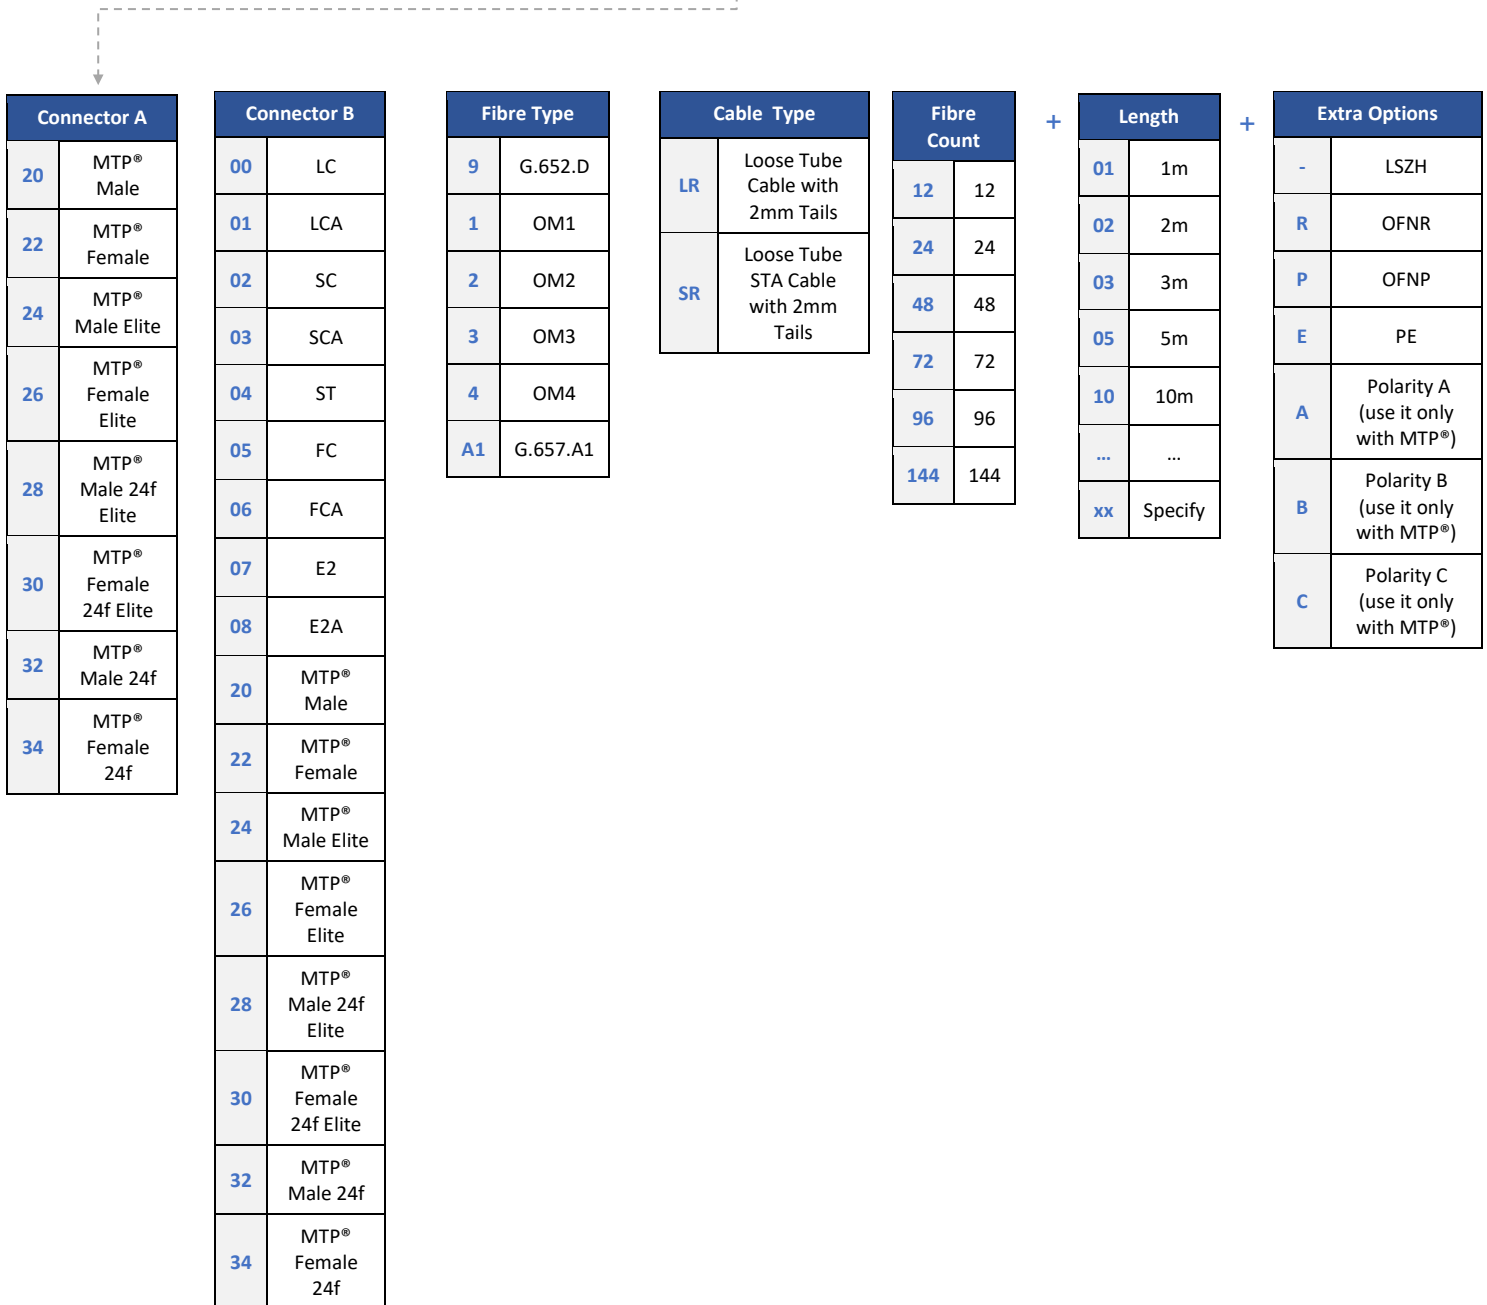 Connector A
20
MTP®
Male
22
MTP®
Female
24
MTP®
Male Elite
26
MTP®
Female
Elite
28
MTP®
Male 24f
Elite
30
MTP®
Female
24f Elite
32
MTP®
Male 24f
34
MTP®
Female
24f
Connector B
00
LC
01
LCA
02
SC
03
SCA
04
ST
05
FC
06
FCA
07
E2
08
E2A
20
MTP®
Male
22
MTP®
Female
24
MTP®
Male Elite
26
MTP®
Female
Elite
28
MTP®
Male 24f
Elite
30
MTP®
Female
24f Elite
32
MTP®
Male 24f
34
MTP®
Female
24f
Fibre Type
9
G.652.D
1
OM1
2
OM2
3
OM3
4
OM4
A1
G.657.A1
Cable Type
LR
Loose Tube
Cable with
2mm Tails
SR
Loose Tube
STA Cable
with 2mm
Tails
Fibre
Count
12
12
24
24
48
48
72
72
96
96
144
144
+
Length
01
1m
02
2m
03
3m
05
5m
10
10m
...
...
xx
Specify
+
Extra Options
-
LSZH
R
OFNR
P
OFNP
E
PE
A
Polarity A
(use it only
with MTP®)
B
Polarity B
(use it only
with MTP®)
C
Polarity C
(use it only
with MTP®)